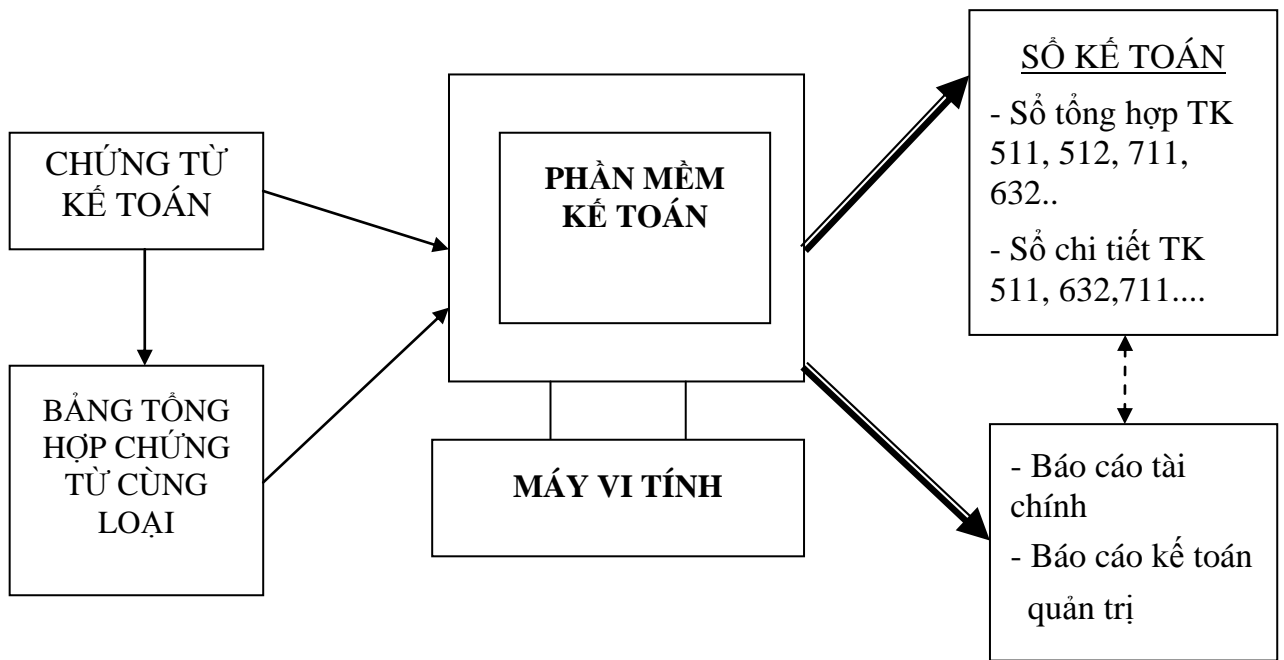 CHỨNG TỪ
KẾ TOÁN
BẢNG TỔNG
HỢP CHỨNG
TỪ CÙNG
LOẠI
PHẦN MỀM
KẾ TOÁN
MÁY VI TÍNH
SỔ KẾ TOÁN
- Sổ tổng hợp TK
511, 512, 711,
632..
- Sổ chi tiết TK
511, 632,711....
- Báo cáo tài
chính
- Báo cáo kế toán
quản trị